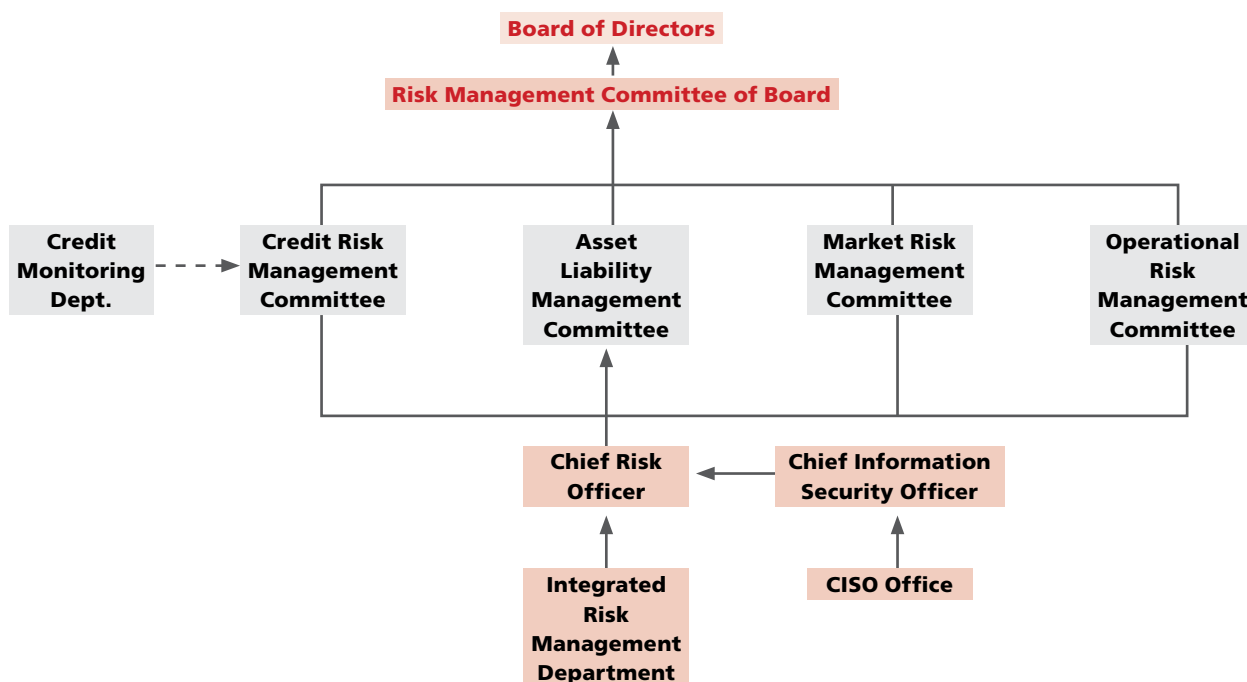 Board of Directors
Risk Management Committee of Board
Credit
Monitoring
Dept.
Credit Risk
Management
Committee
Asset
Liability
Management
Committee
Market Risk
Management
Committee
Operational
Risk
Management
Committee
Chief Risk
Officer
Chief Information
Security Officer
Integrated
Risk
Management
Department
CISO Office